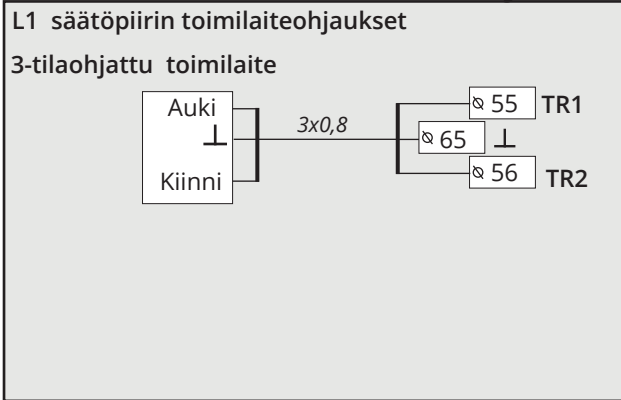 L1 säätöpiirin toimilaiteohjaukset
3-tilaohjattu toimilaite
Auki
⊥
Kiinni
3x0,8
⦰ 55 TR1
⦰ 65 ⊥
⦰ 56 TR2